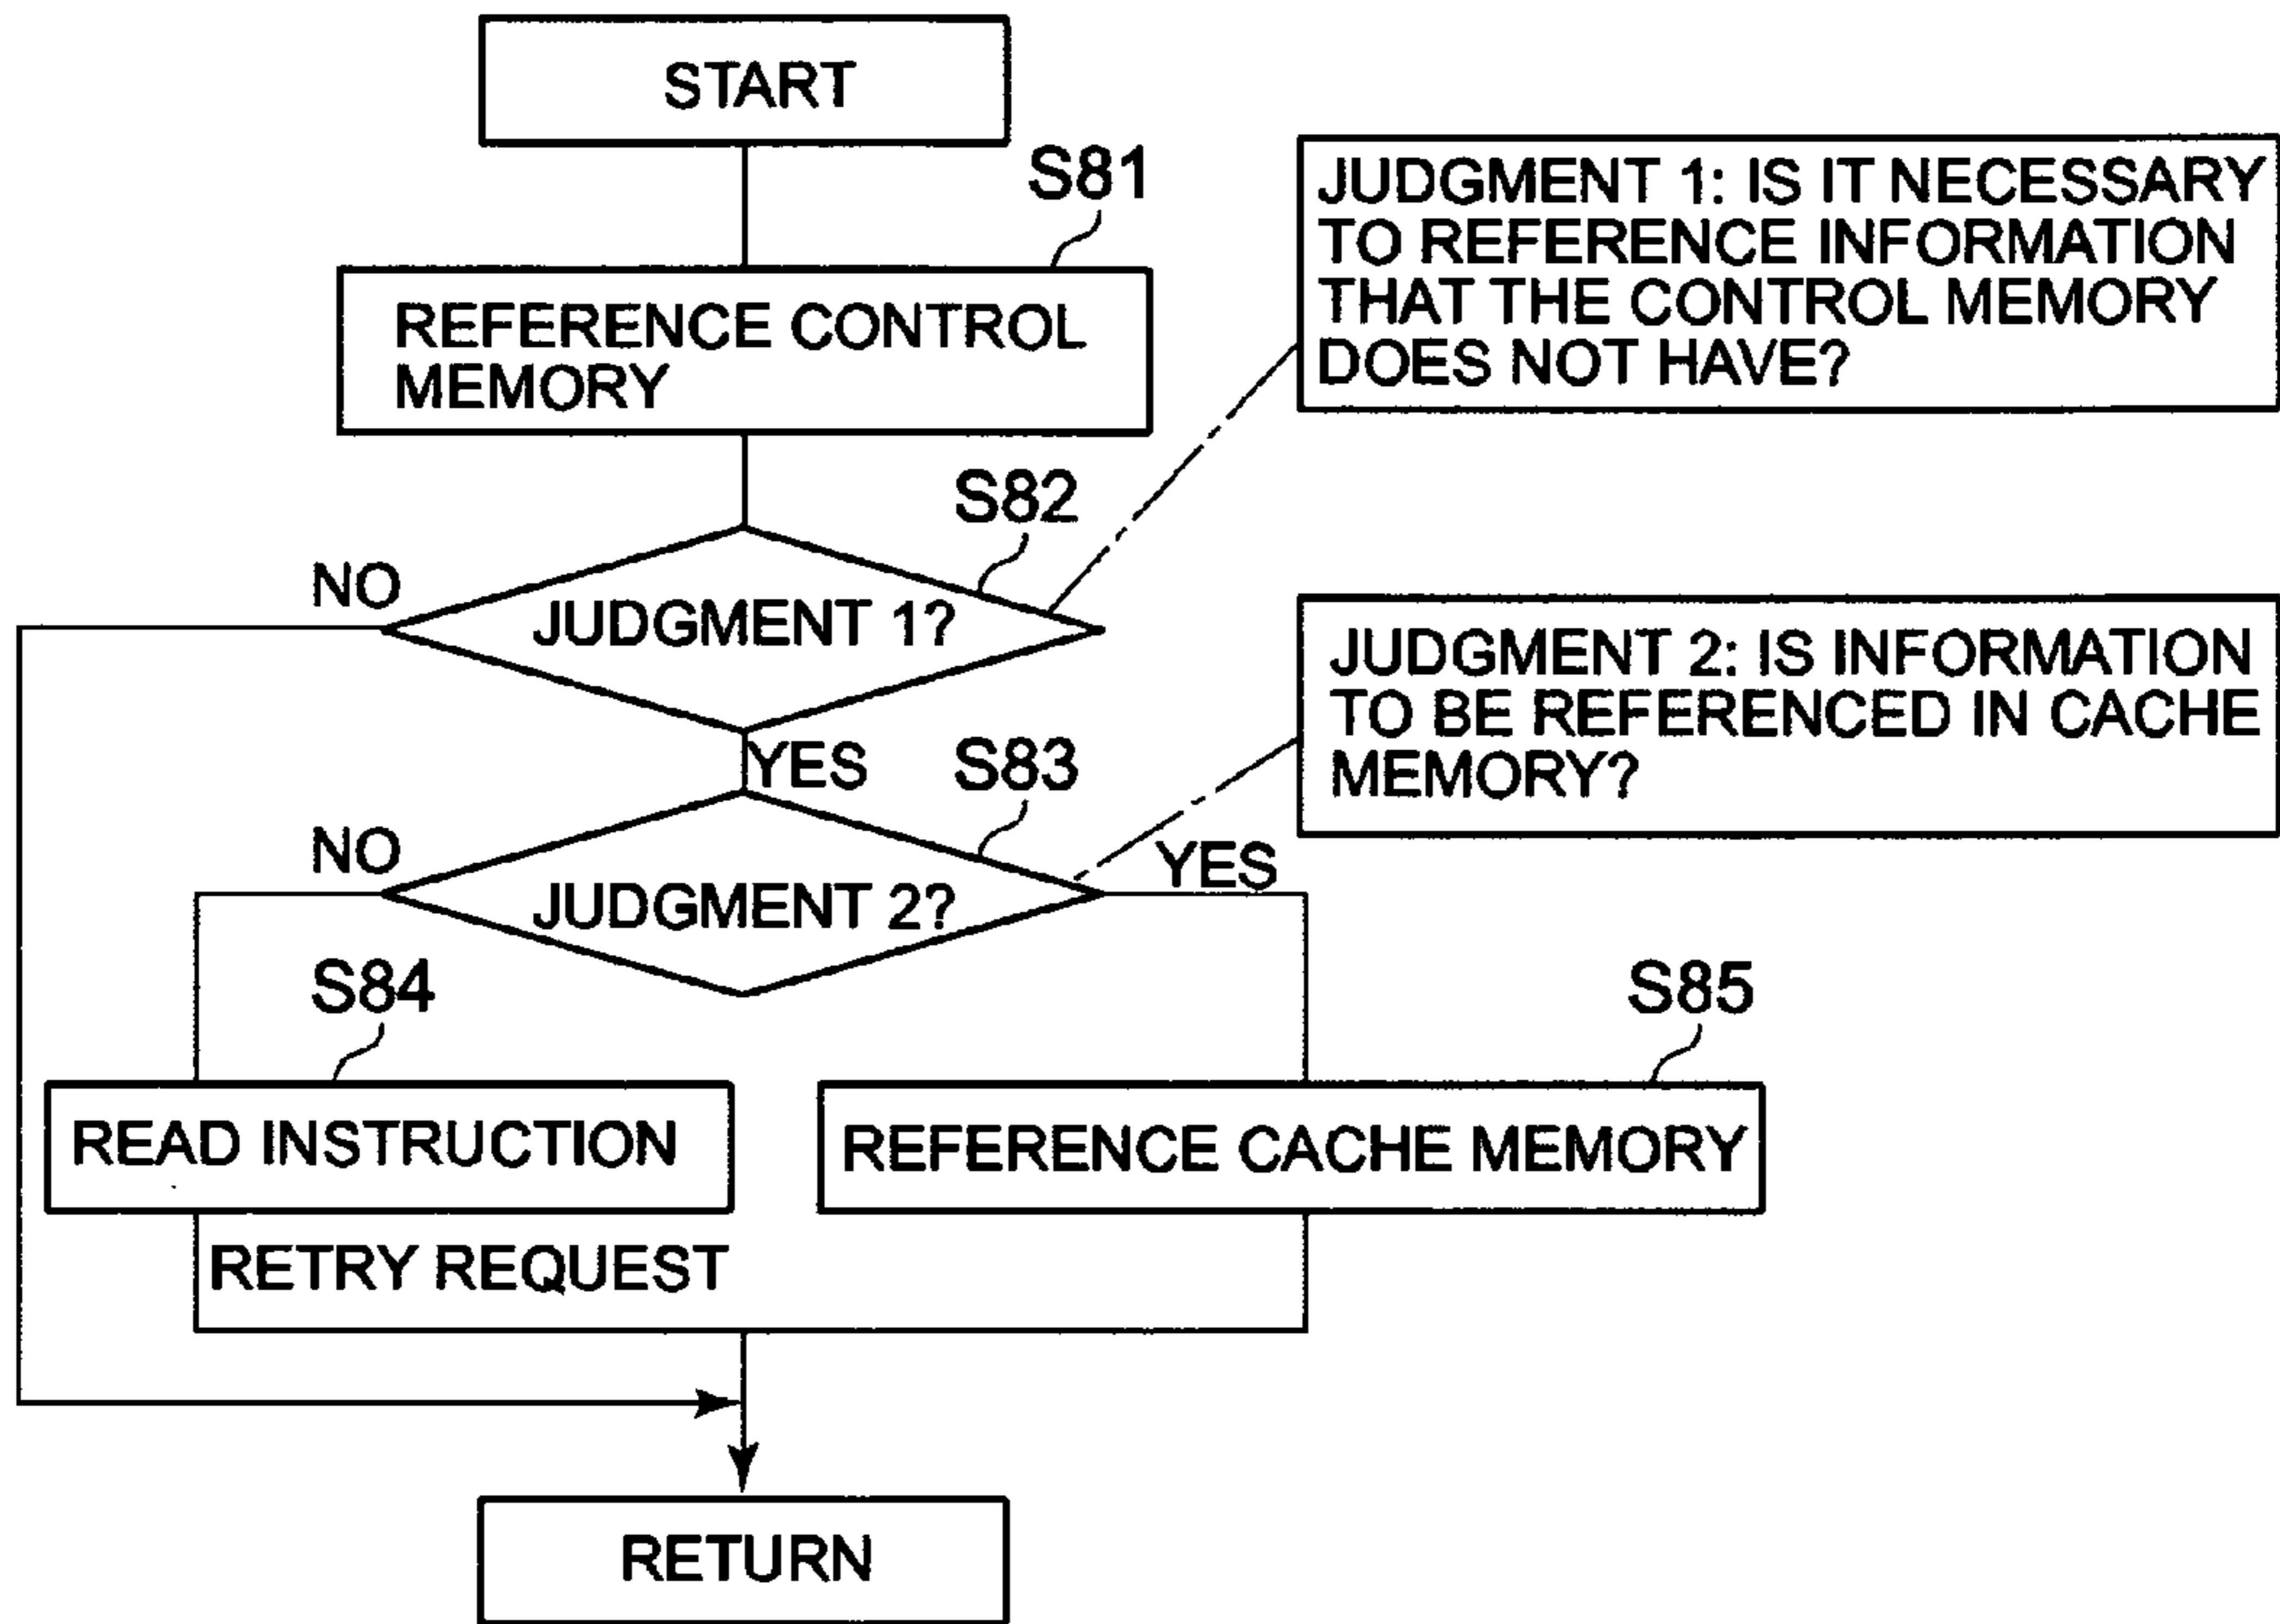 START
S81
REFERENCE CONTROL
MEMORY
JUDGMENT 1: IS IT NECESSARY
TO REFERENCE INFORMATION
THAT THE CONTROL MEMORY
DOES NOT HAVE?
S82
NO
JUDGMENT 1?
YES
JUDGMENT 2: IS INFORMATION
TO BE REFERENCED IN CACHE
MEMORY?
S83
NO
JUDGMENT 2?
YES
S84
READ INSTRUCTION
S85
REFERENCE CACHE MEMORY
RETRY REQUEST
RETURN